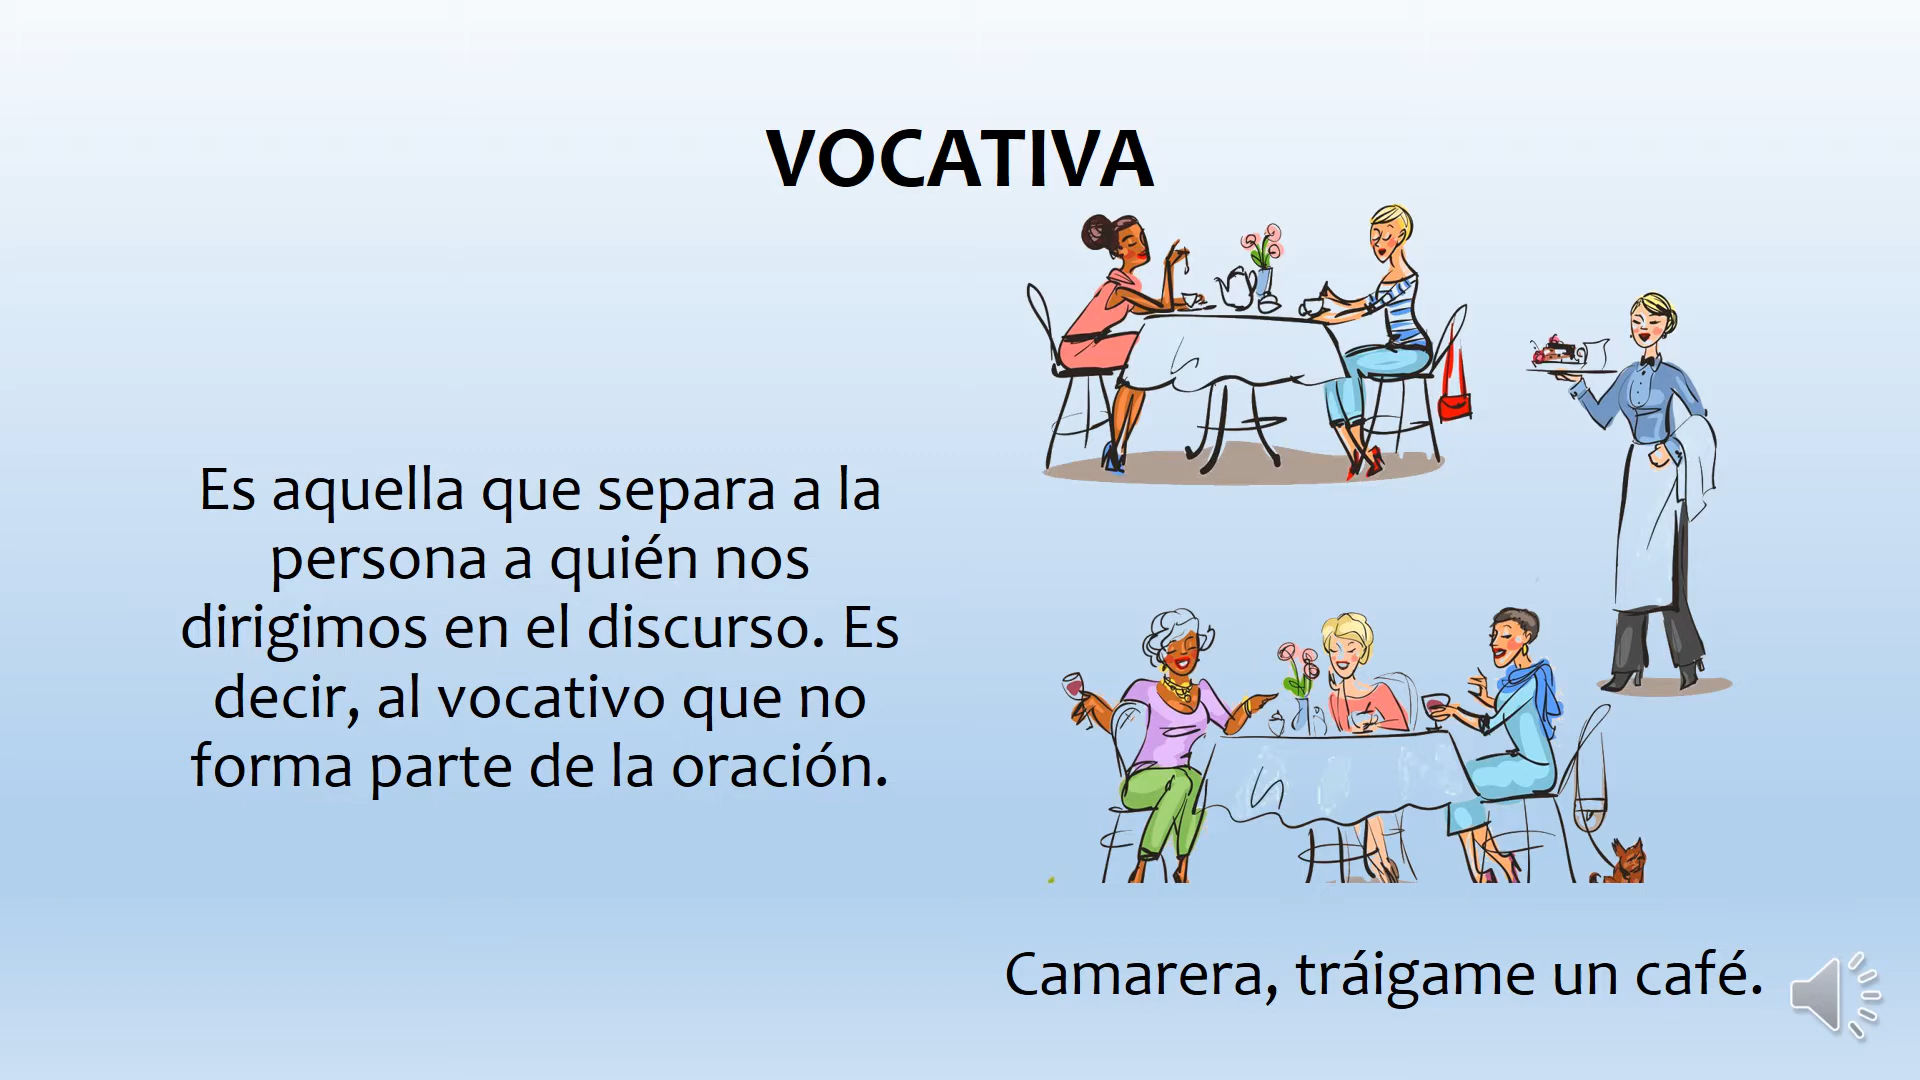 VOCATIVA
Es aquella que separa a la
persona a quién nos
dirigimos en el discurso. Es
decir, al vocativo que no
forma parte de la oración.
Camarera, tráigame un café.